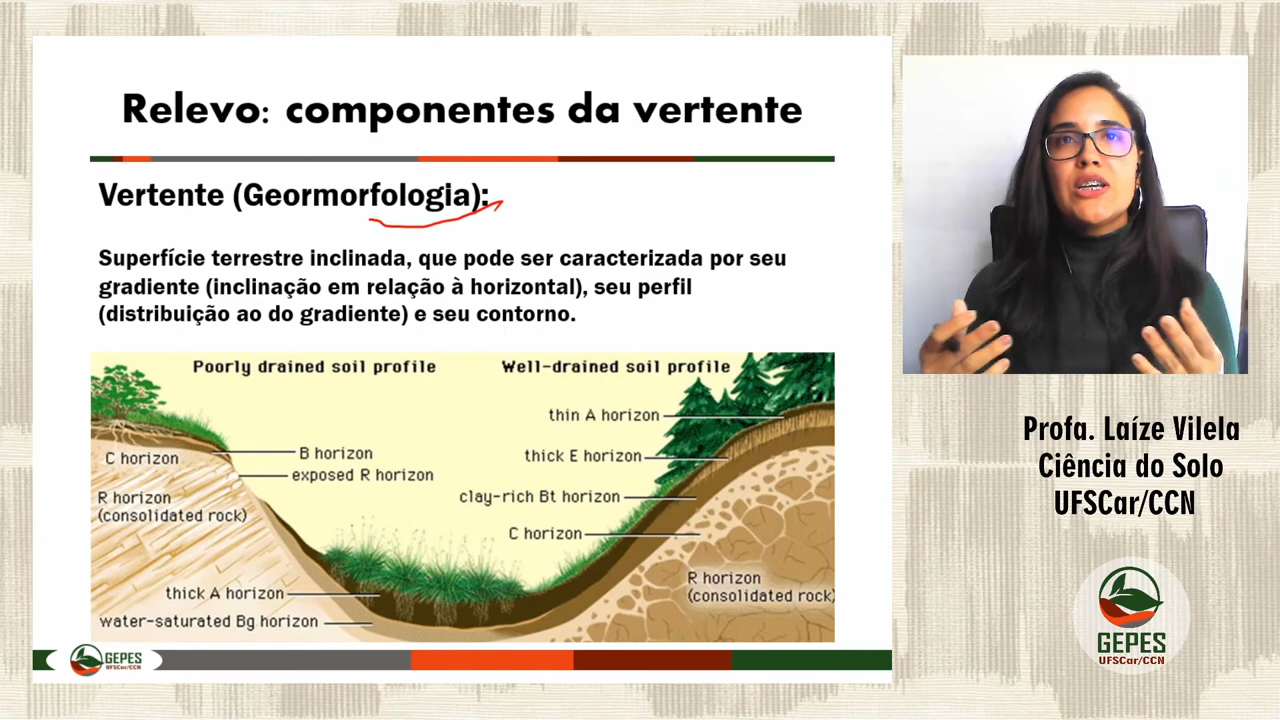 Relevo: componentes da vertente
Vertente (Geormorfologia):
Superfície terrestre inclinada, que pode ser caracterizada por seu
gradiente (inclinação em relação à horizontal), seu perfil
(distribuição ao do gradiente) e seu contorno.
Poorly drained soil profile
Well-drained soil profile
thin A horizon
B horizon
C horizon
thick E horizon
exposed R horizon
R horizon
(consolidated rock)
clay-rich Bt horizon
C horizon
R horizon
(consolidated rock)
thick A horizon
water-saturated Bg horizon
GEPES
UFSCar/CCN
Profa. Laíze Vilela
Ciência do Solo
UFSCar/CCN
GEPES
UFSCar/CCN